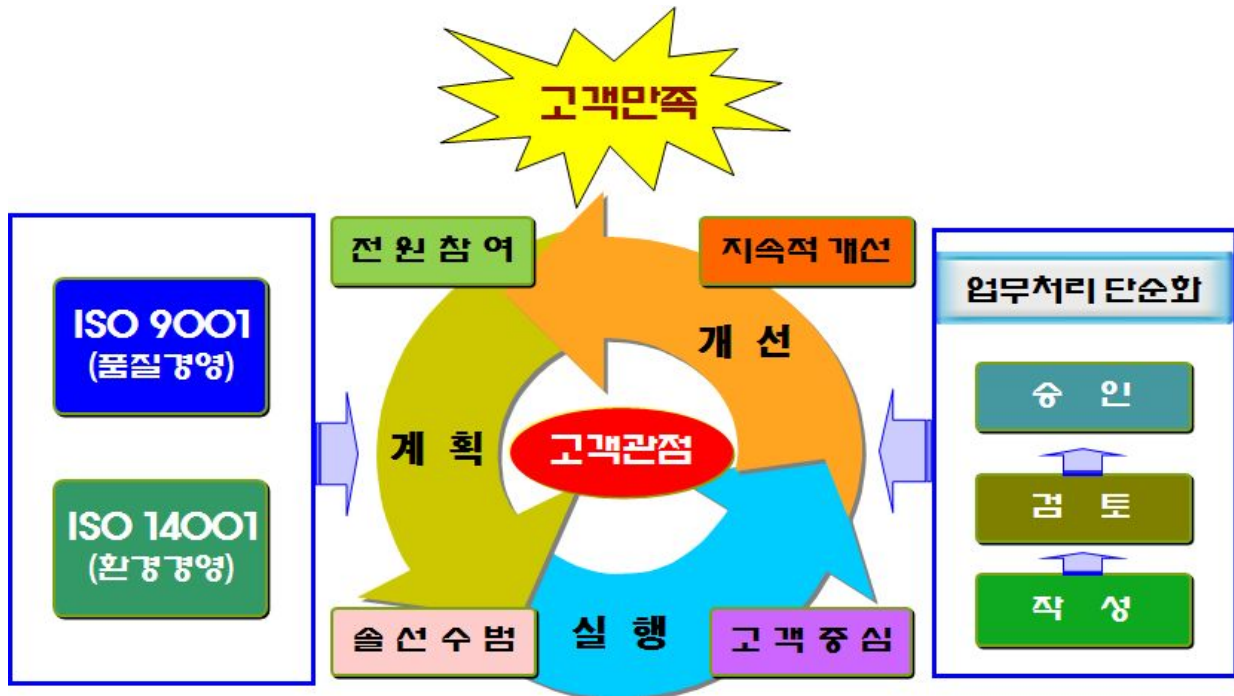 고객만족
전원참여
지속적 개선
ISO 9001
(품질경영)
ISO 14001
(환경경영)
계획
고객관점
개선
실행
솔선수범
고객중심
업무처리 단순화
승인
검토
작성